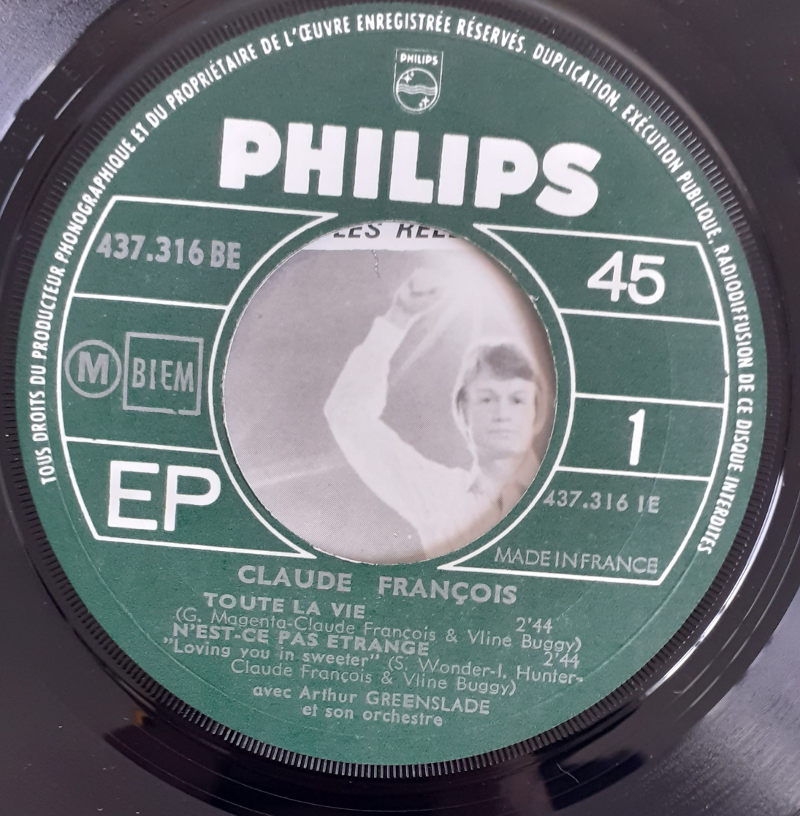 TOUS DROITS DU PRODUCTEUR PHONOGRAPHIQUE ET DU PROPRIÉTAIRE DE L'ŒUVRE ENREGISTRÉE RÉSERVÉS. DUPLICATION, EXÉCUTION PUBLIQUE, RADIODIFFUSION DE CE DISQUE INTERDITES
PHILIPS
PHILIPS
LES
437.316 BE
45
M BIEM
1
EP
437.316 1E
MADE IN FRANCE
CLAUDE FRANÇOIS
TOUTE LA VIE 2'44
(G. Magenta-Claude François & Vline Buggy)
N'EST-CE PAS ETRANGE 2'44
"Loving you in sweeter" (S. Wonder-I. Hunter-
Claude François & Vline Buggy)
avec Arthur GREENSLADE
et son orchestre